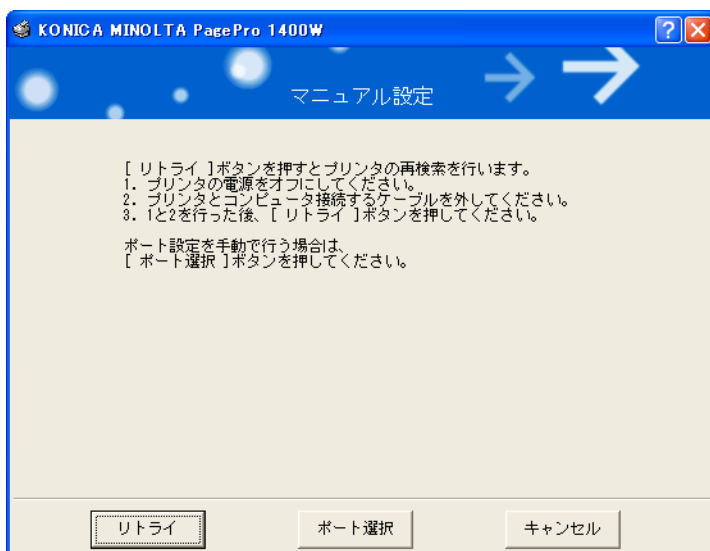 KONICA MINOLTA PagePro 1400W
マニュアル設定
[ リトライ ]ボタンを押すとプリンタの再検索を行います。
1. プリンタの電源をオフにしてください。
2. プリンタとコンピュータ接続するケーブルを外してください。
3. 1と2を行った後、[ リトライ ]ボタンを押してください。
ポート設定を手動で行う場合は、
[ ポート選択 ]ボタンを押してください。
リトライ ポート選択 キャンセル